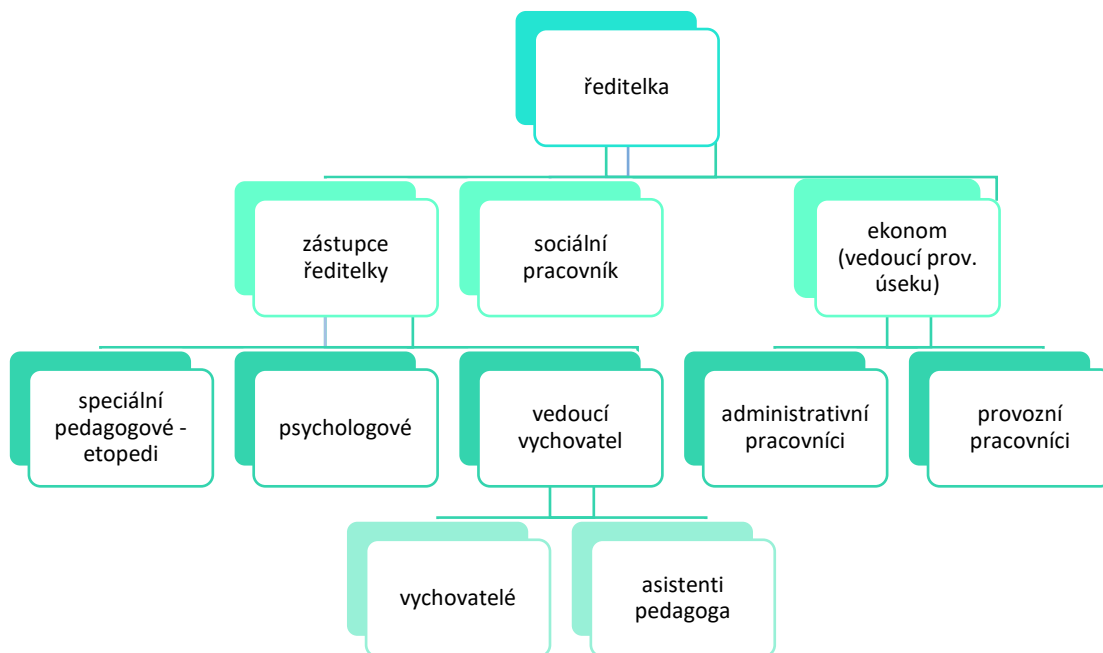 ředitelka
zástupce
ředitelky
sociální
pracovník
ekonom
(vedoucí prov.
úseku)
speciální
pedagogové -
etopedi
psychologové
vedoucí
vychovatel
administrativní
pracovníci
provozní
pracovníci
vychovatelé
asistenti
pedagoga